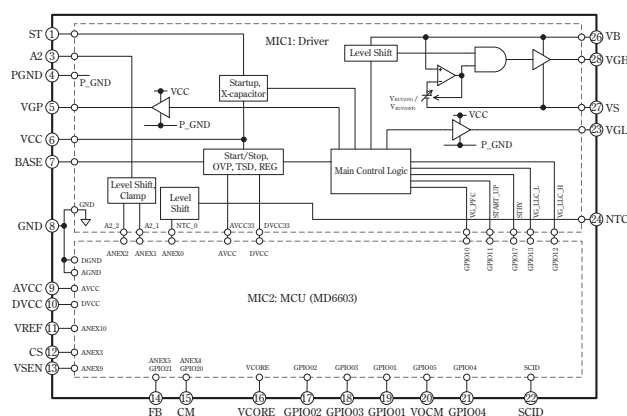 ST 1
MIC1: Driver
26 VB
A2 3
Level Shift
28 VGH
PGND 4
P_GND
VCC
Startup,
X-capacitor
27 VS
VGP 5
VCC
23 VGL
P_GND
P_GND
VCC 6
BASE 7
Start/Stop,
OVP, TSD, REG
Main Control Logic
Level Shift,
Clamp
Level
Shift
GND
GND 8
A2_2
A2_1
NTC_0
AVCC33
DVCC33
VG_PFC
START_UP
STBY
VG_LLC_L
VG_LLC_H
24 NTC
ANEX2
ANEX1
ANEX0
AVCC
DVCC
GPIO10
GPIO11
GPIO17
GPIO13
GPIO12
DGND
AGND
AVCC 9
AVCC
MIC2: MCU (MD6603)
DVCC 10
DVCC
VREF 11
ANEX10
CS 12
ANEX3
VSEN 13
ANEX9
ANEX5
GPIO21
ANEX4
GPIO20
VCORE
GPIO02
GPIO03
GPIO01
GPIO05
GPIO04
SCID
14
15
16
17
18
19
20
21
22
FB
CM
VCORE
GPIO02
GPIO03
GPIO01
VOCM
GPIO04
SCID